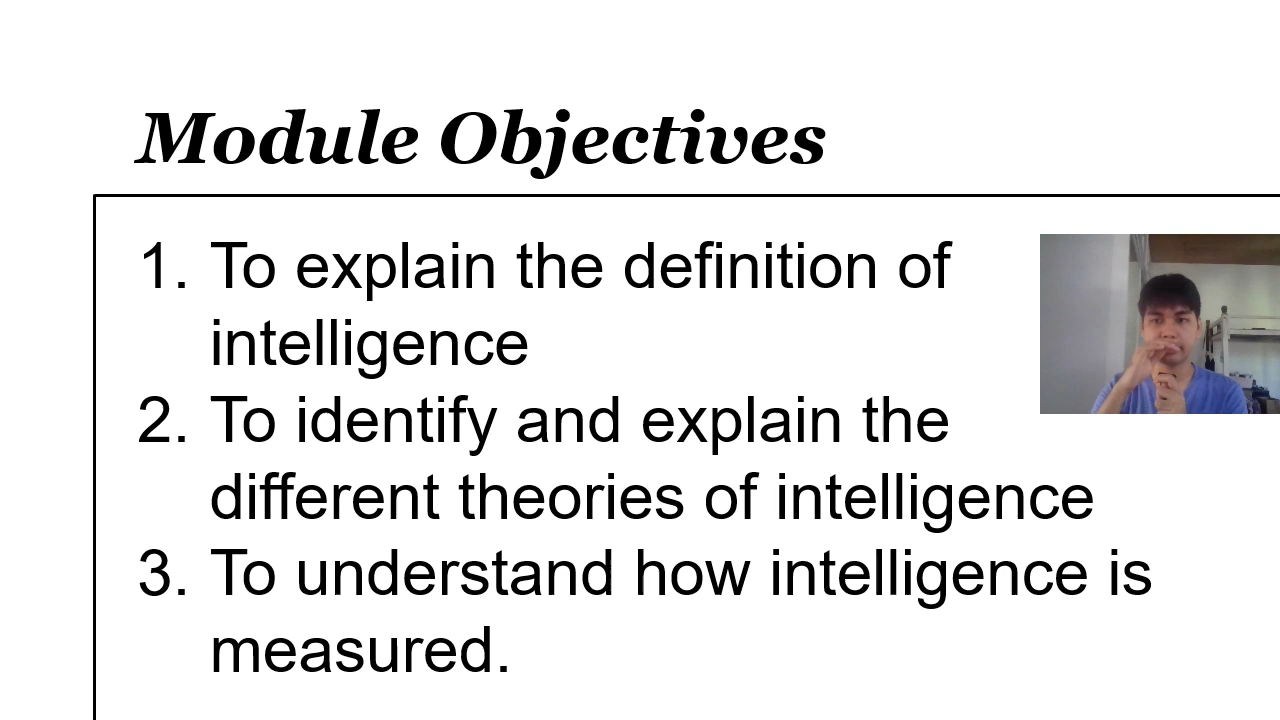 Module Objectives
1. To explain the definition of
intelligence
2. To identify and explain the
different theories of intelligence
3. To understand how intelligence is
measured.